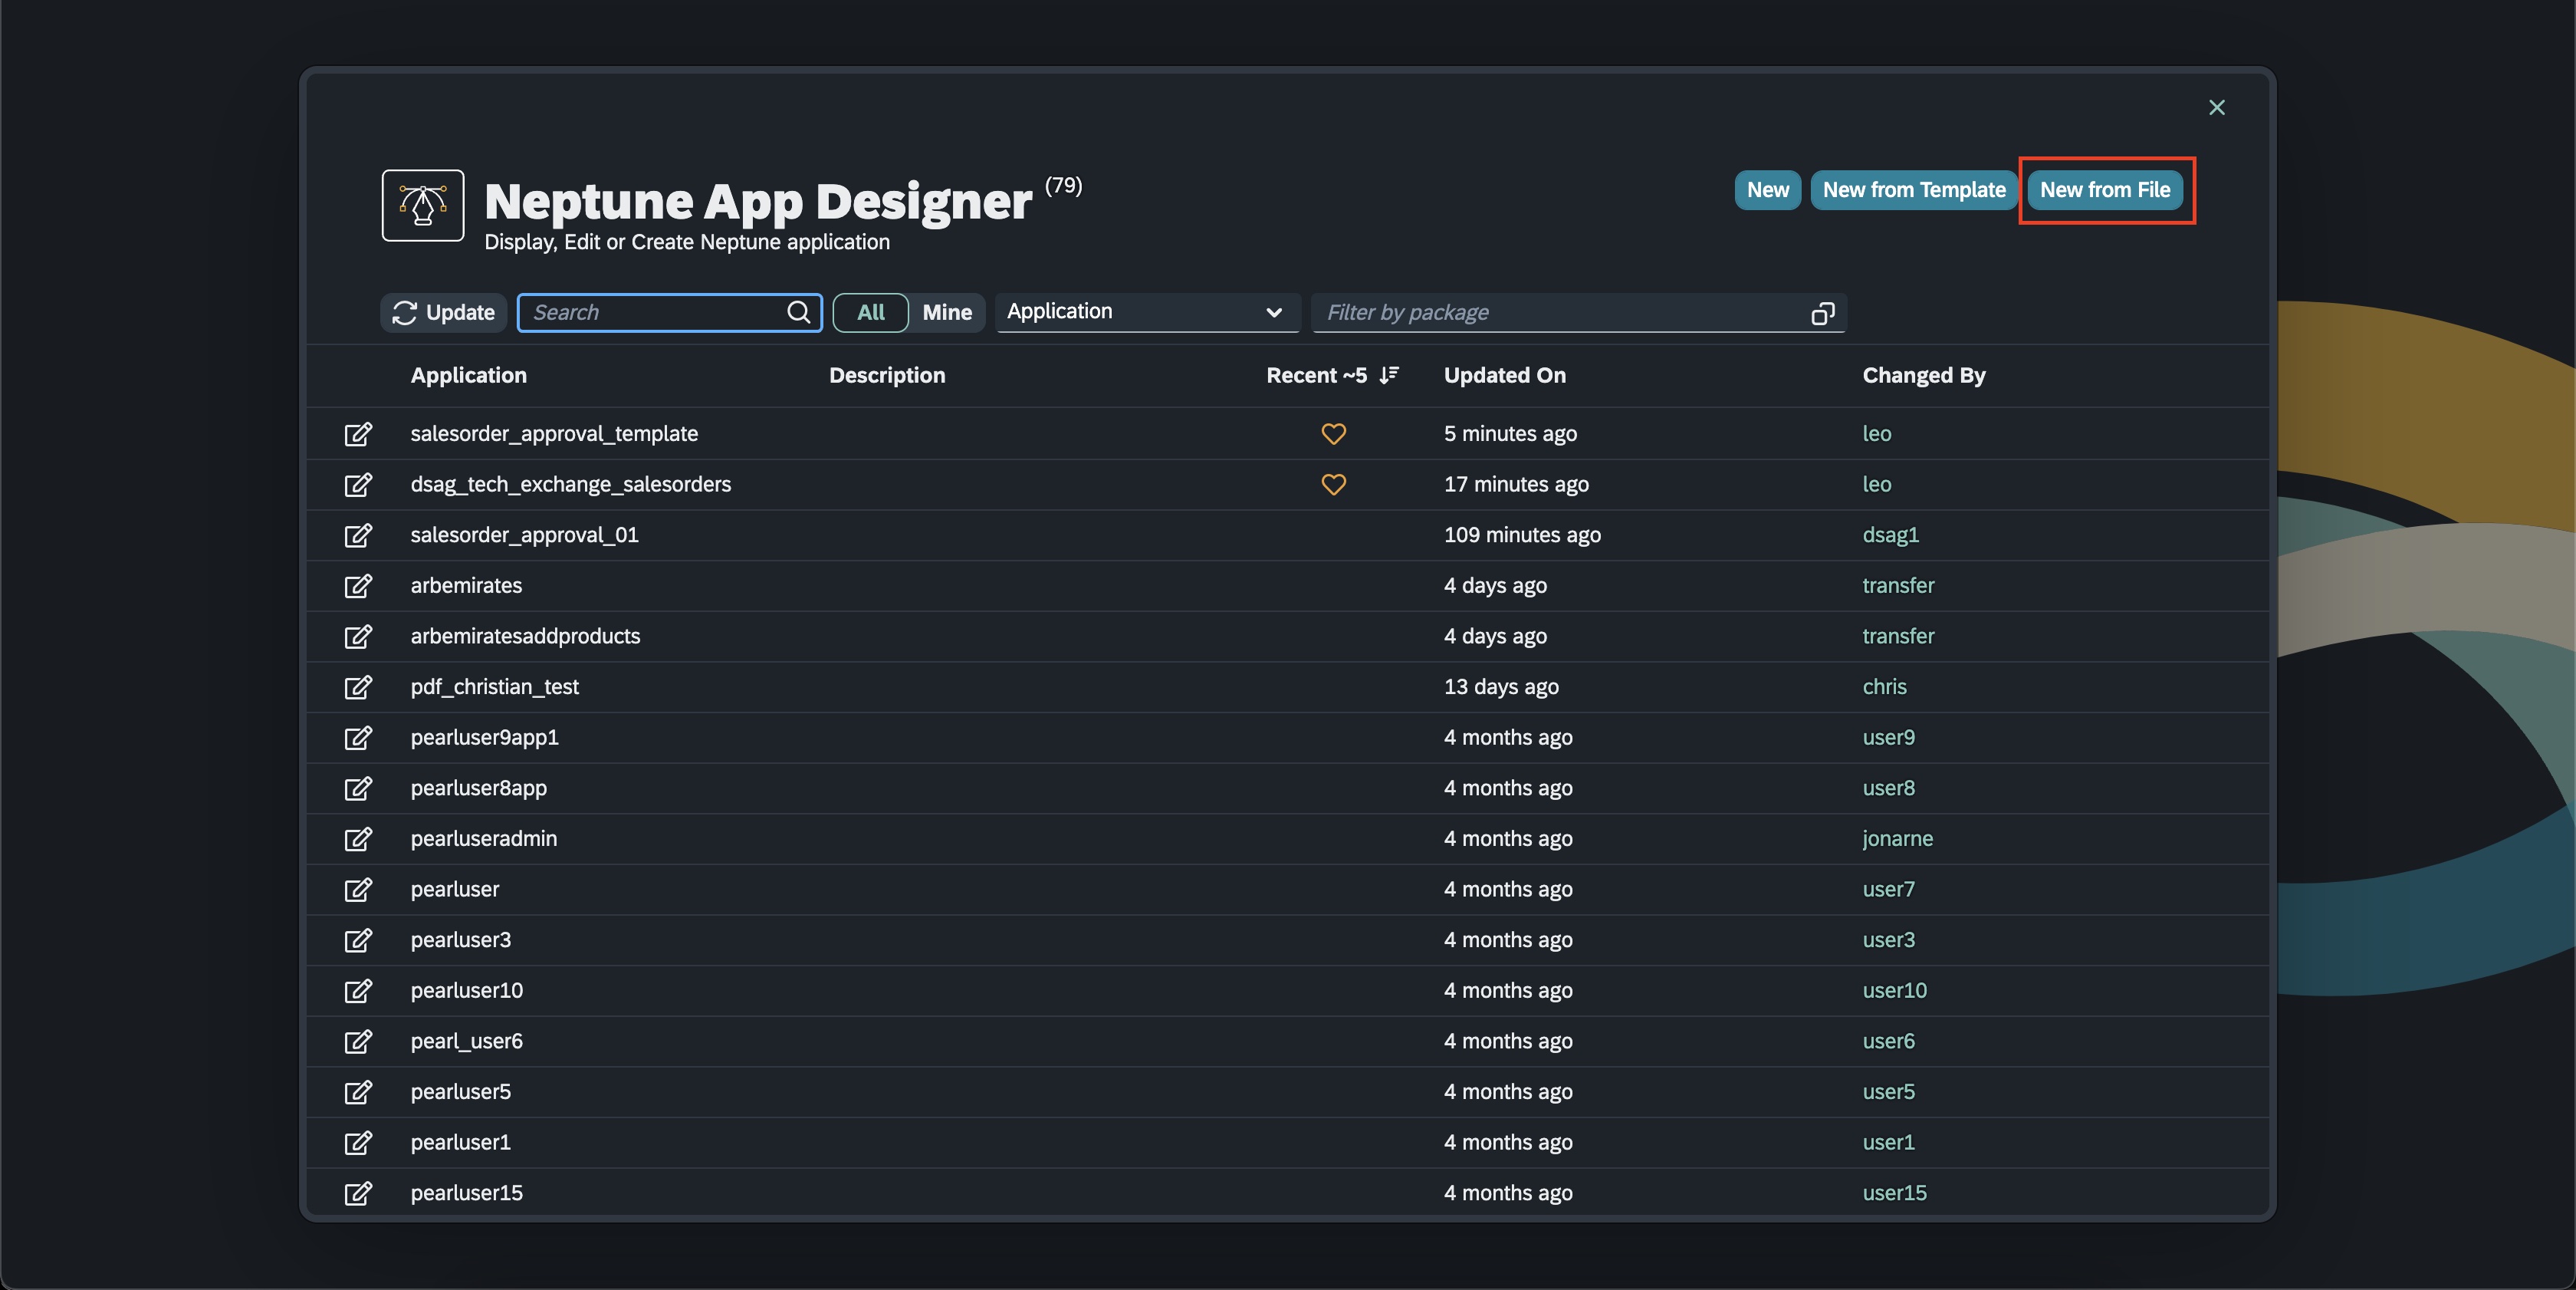 Neptune App Designer (79)
Display, Edit or Create Neptune application
New New from Template New from File
Update Search All Mine Application Filter by package
Application Description Recent ~5 Updated On Changed By
salesorder_approval_template 5 minutes ago leo
dsag_tech_exchange_salesorders 17 minutes ago leo
salesorder_approval_01 109 minutes ago dsag1
arbemirates 4 days ago transfer
arbemiratesaddproducts 4 days ago transfer
pdf_christian_test 13 days ago chris
pearluser9app1 4 months ago user9
pearluser8app 4 months ago user8
pearluseradmin 4 months ago jonarne
pearluser 4 months ago user7
pearluser3 4 months ago user3
pearluser10 4 months ago user10
pearl_user6 4 months ago user6
pearluser5 4 months ago user5
pearluser1 4 months ago user1
pearluser15 4 months ago user15